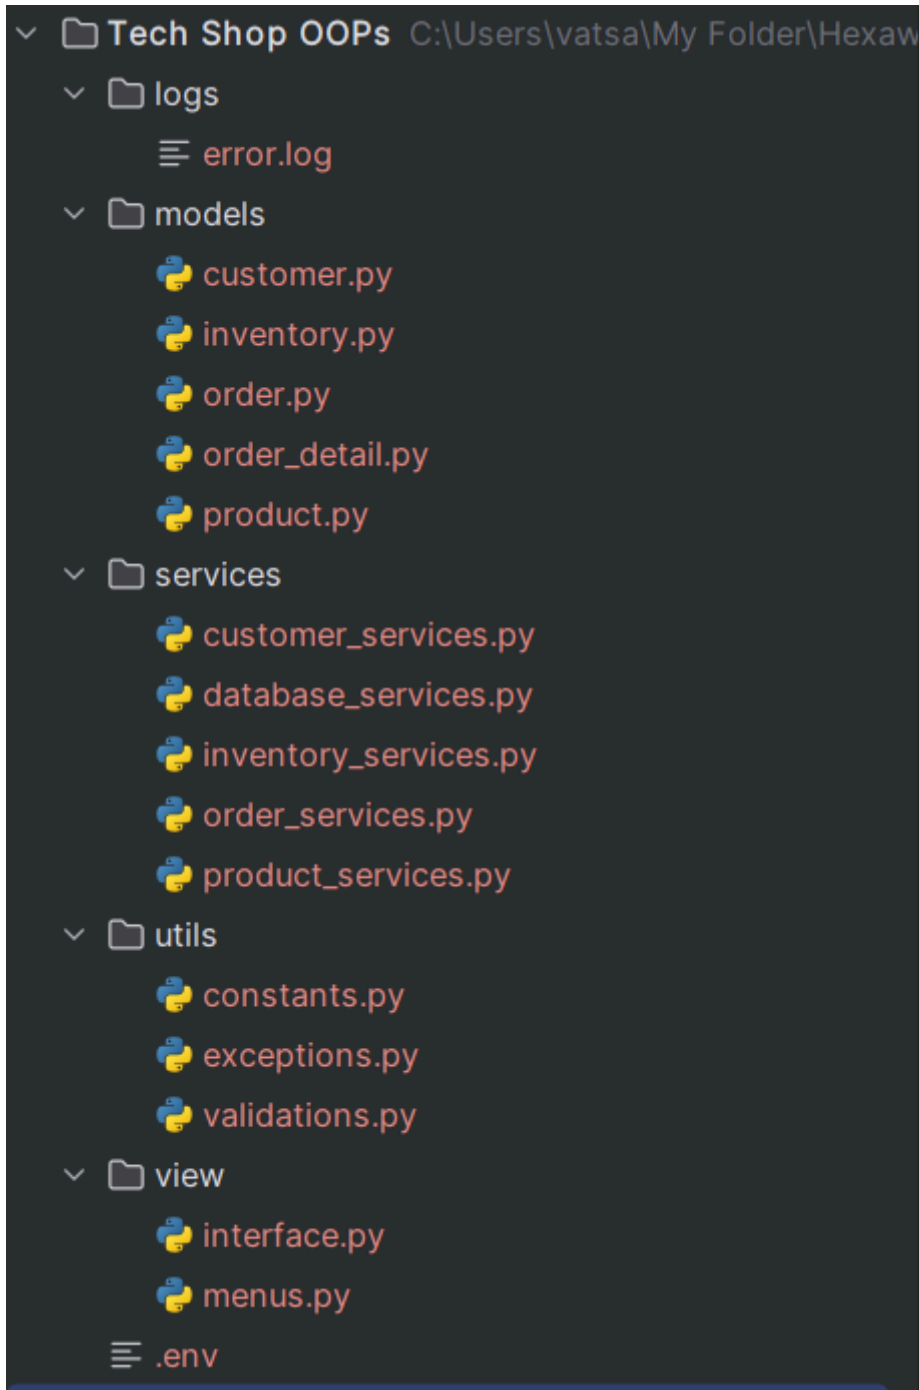 Tech Shop OOPs C:\Users\vatsa\My Folder\Hexaw
logs
error.log
models
customer.py
inventory.py
order.py
order_detail.py
product.py
services
customer_services.py
database_services.py
inventory_services.py
order_services.py
product_services.py
utils
constants.py
exceptions.py
validations.py
view
interface.py
menus.py
.env